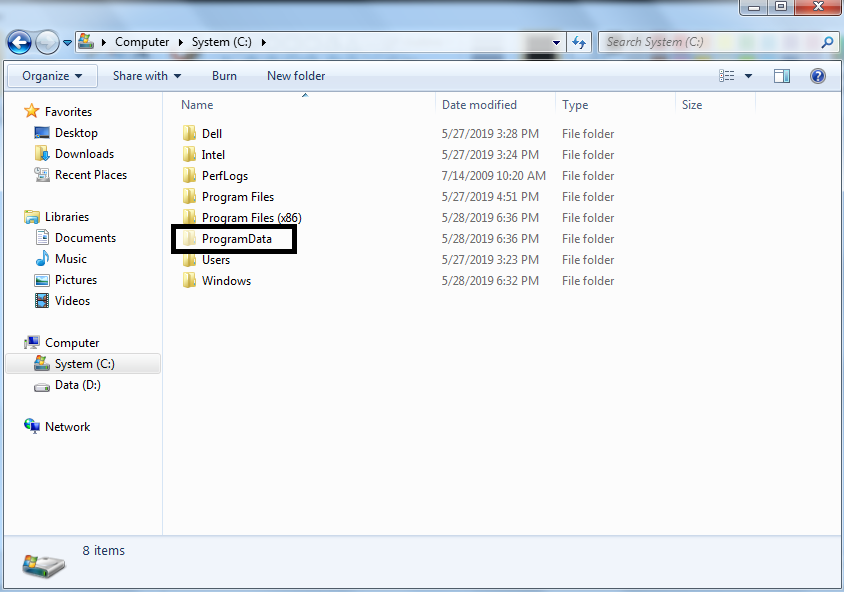 Computer System (C:)
Search System (C:)
Organize Share with Burn New folder
Name Date modified Type Size
Favorites
Desktop
Downloads
Recent Places
Libraries
Documents
Music
Pictures
Videos
Computer
System (C:)
Data (D:)
Network
Dell 5/27/2019 3:28 PM File folder
Intel 5/27/2019 3:24 PM File folder
PerfLogs 7/14/2009 10:20 AM File folder
Program Files 5/27/2019 4:51 PM File folder
Program Files (x86) 5/28/2019 6:36 PM File folder
ProgramData 5/28/2019 6:36 PM File folder
Users 5/27/2019 3:23 PM File folder
Windows 5/28/2019 6:32 PM File folder
8 items